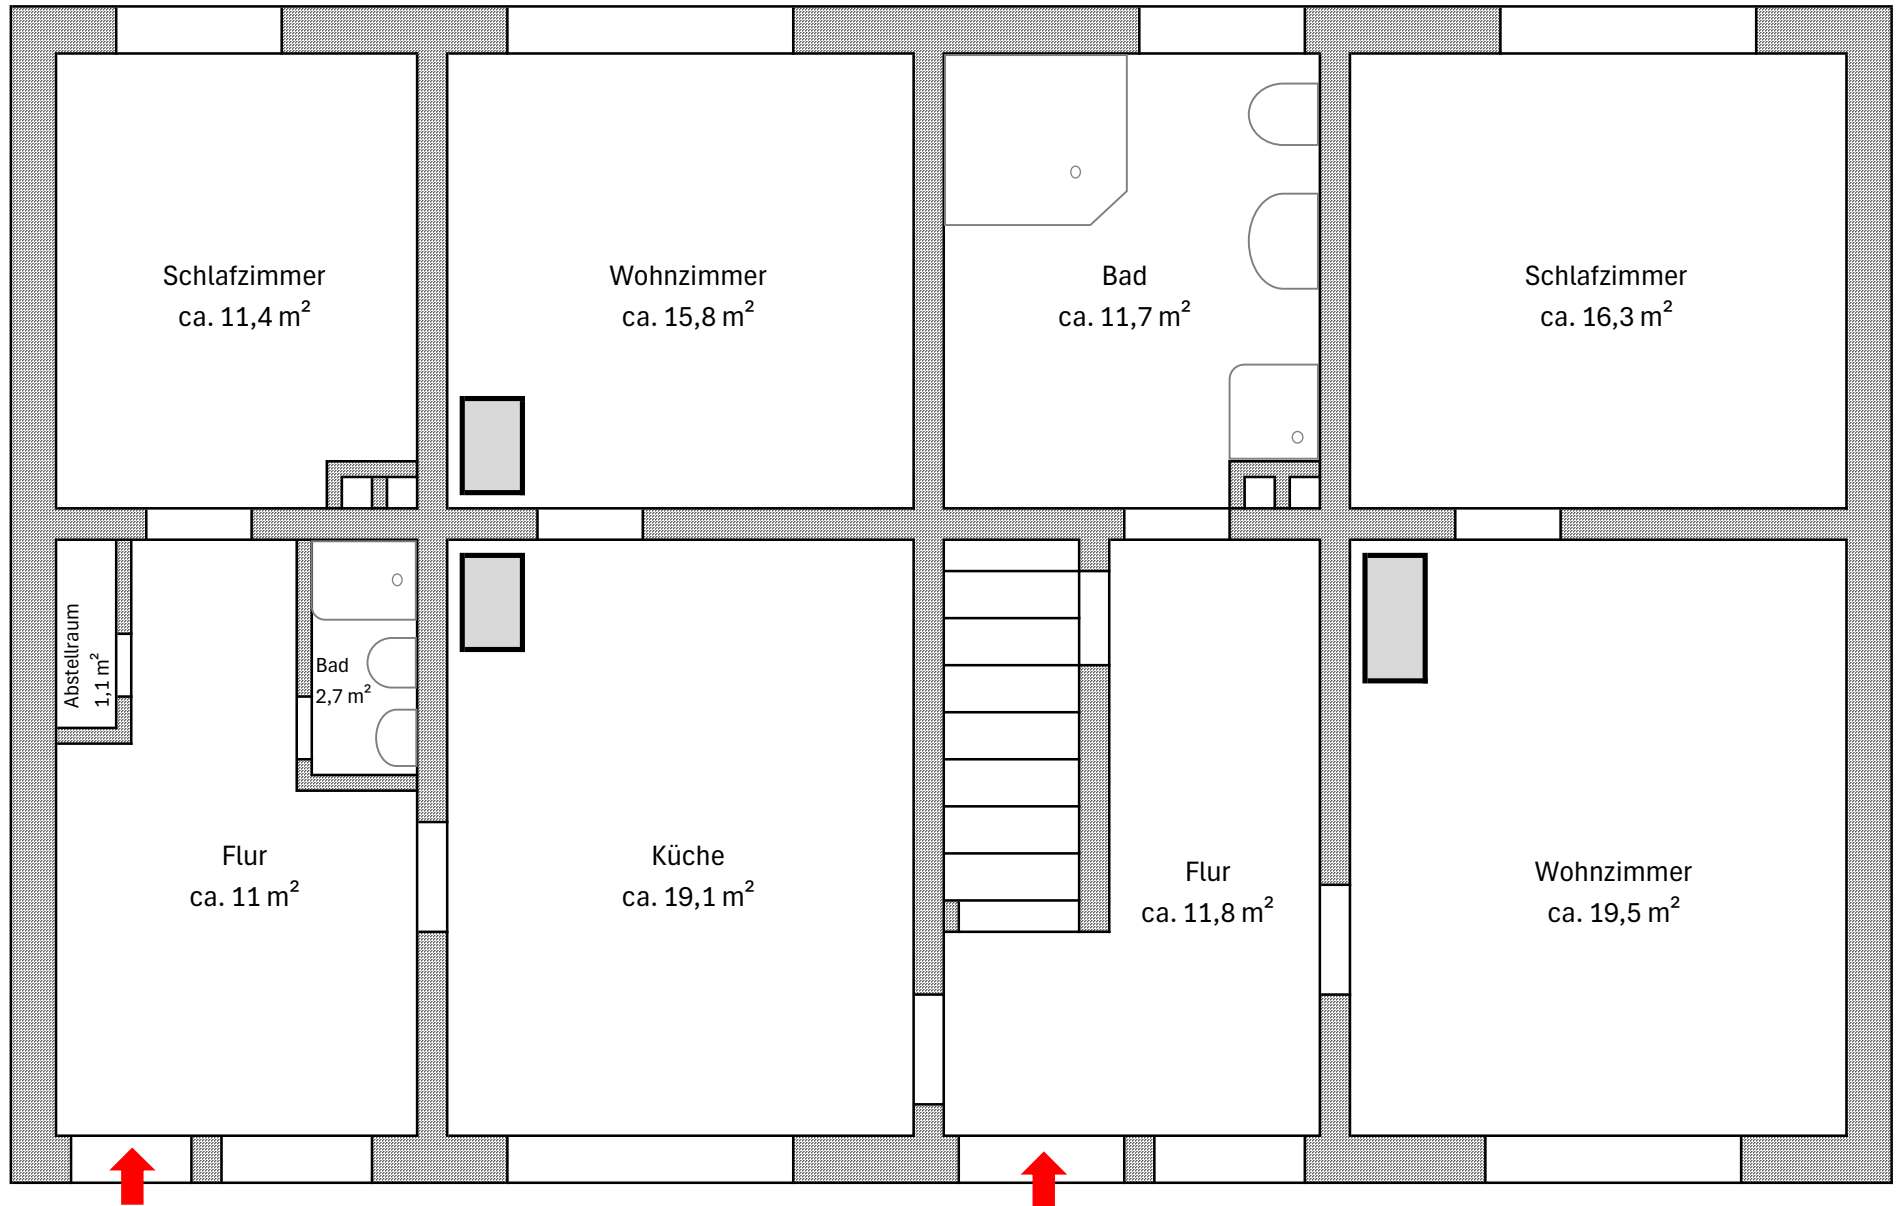 Schlafzimmer
ca. 11,4 m²
Wohnzimmer
ca. 15,8 m²
Bad
ca. 11,7 m²
Schlafzimmer
ca. 16,3 m²
Abstellraum
1,1 m²
Bad
2,7 m²
Flur
ca. 11 m²
Küche
ca. 19,1 m²
Flur
ca. 11,8 m²
Wohnzimmer
ca. 19,5 m²